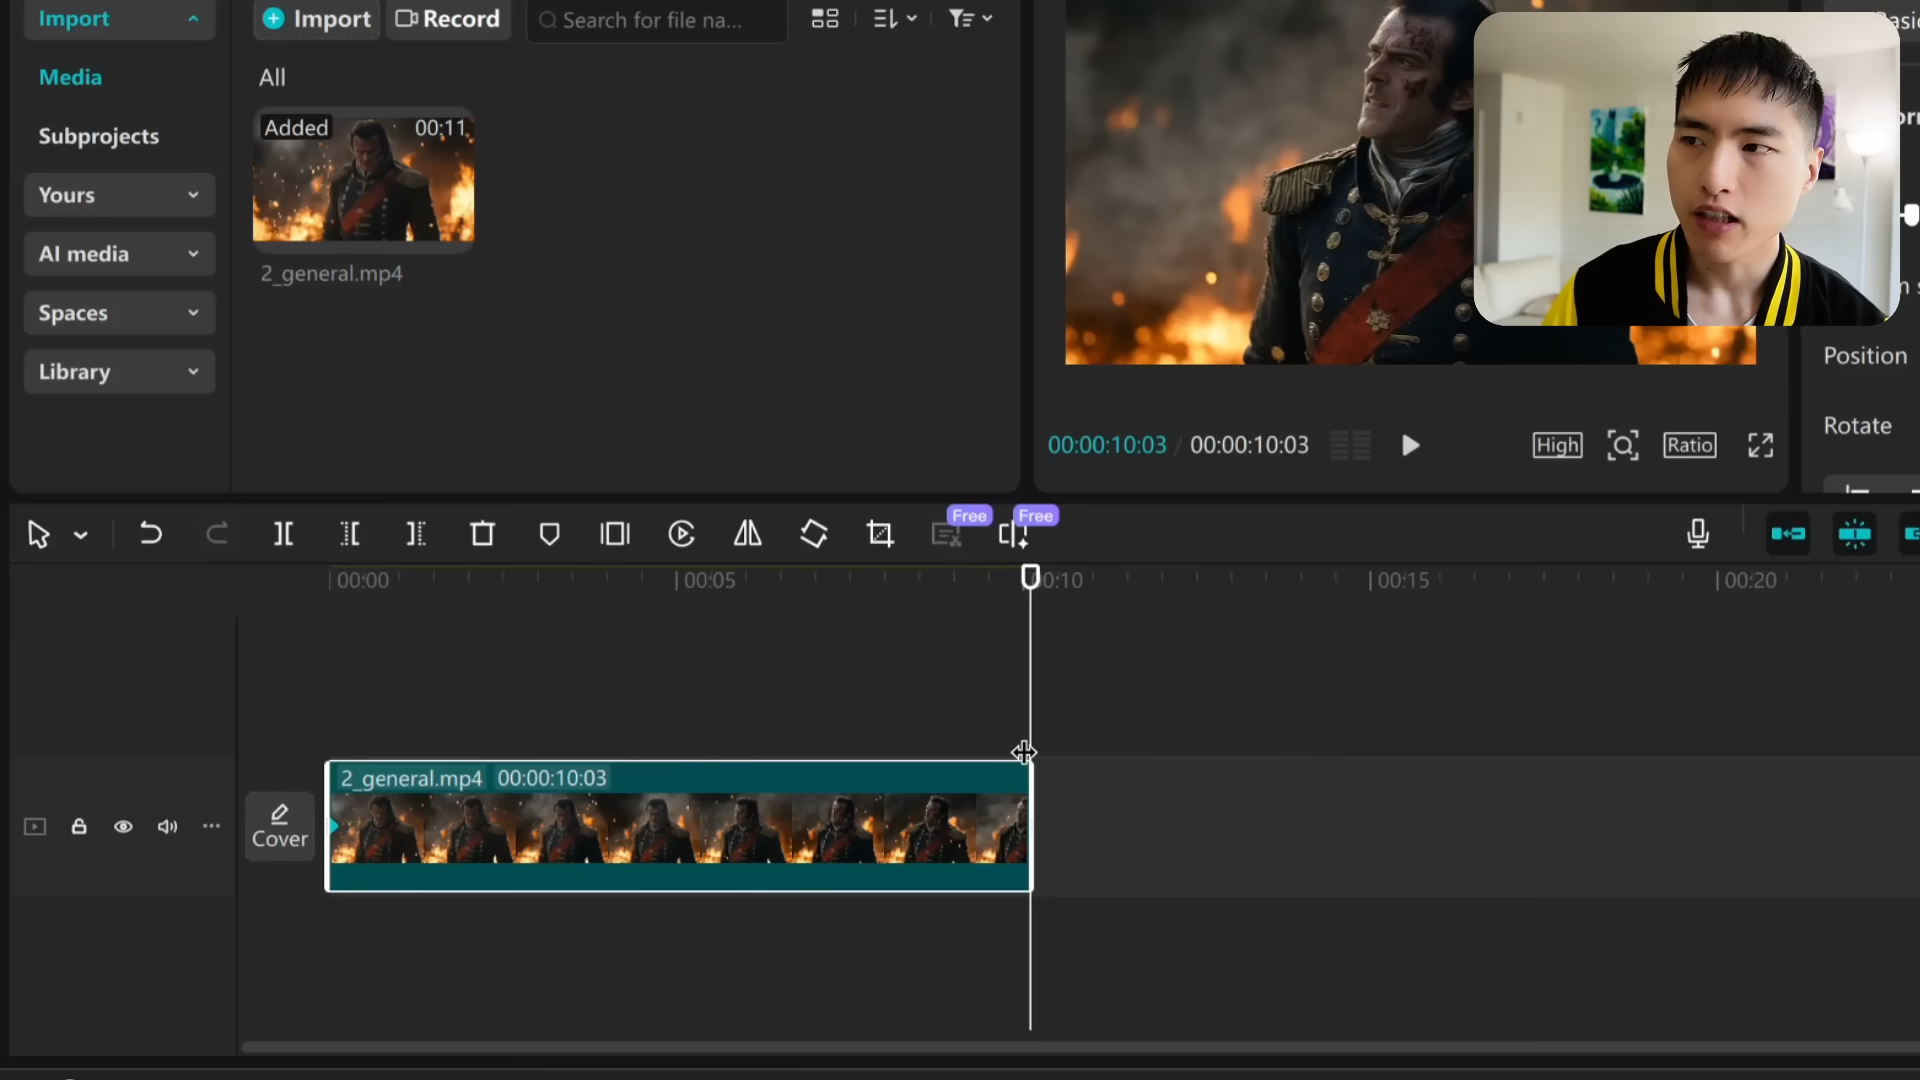 Import
Import
Record
Search for file na...
Media
All
Subprojects
Added
00:11
Yours
AI media
2_general.mp4
Spaces
Library
Position
Rotate
00:00:10:03 / 00:00:10:03
High
Ratio
Free
Free
00:00
00:05
00:10
00:15
00:20
2_general.mp4 00:00:10:03
Cover